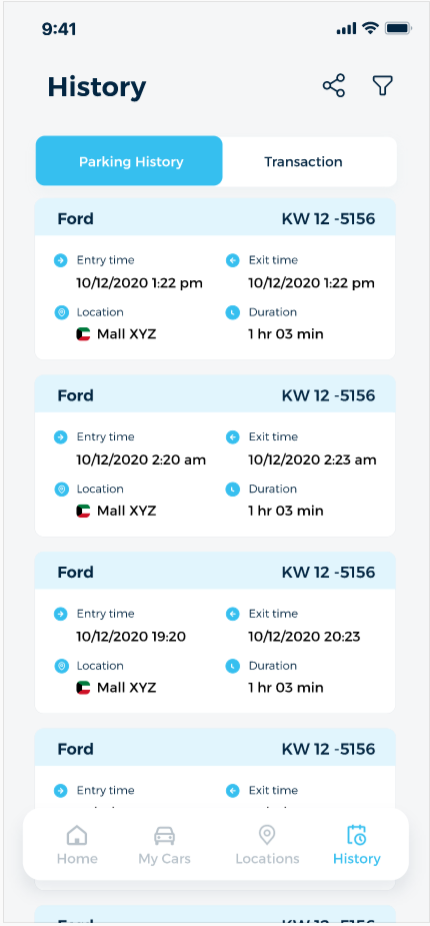 9:41
History
Parking History Transaction
Ford KW 12 -5156
Entry time Exit time
10/12/2020 1:22 pm 10/12/2020 1:22 pm
Location Duration
Mall XYZ 1 hr 03 min
Ford KW 12 -5156
Entry time Exit time
10/12/2020 2:20 am 10/12/2020 2:23 am
Location Duration
Mall XYZ 1 hr 03 min
Ford KW 12 -5156
Entry time Exit time
10/12/2020 19:20 10/12/2020 20:23
Location Duration
Mall XYZ 1 hr 03 min
Ford KW 12 -5156
Entry time Exit time
Home My Cars Locations History